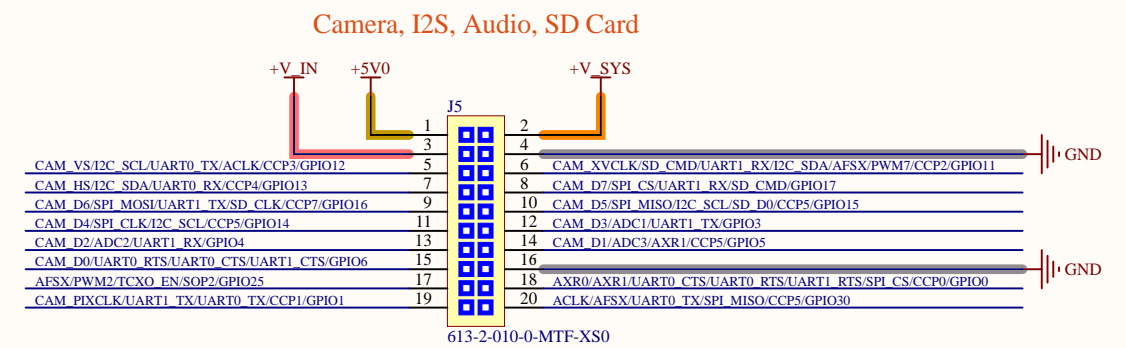 Camera, I2S, Audio, SD Card
+V_IN +5V0 +V_SYS
J5
1 2
3 4 GND
CAM_VS/I2C_SCL/UART0_TX/ACLK/CCP3/GPIO12 5 6 CAM_XVCLK/SD_CMD/UART1_RX/I2C_SDA/AFSX/PWM7/CCP2/GPIO11
CAM_HS/I2C_SDA/UART0_RX/CCP4/GPIO13 7 8 CAM_D7/SPI_CS/UART1_RX/SD_CMD/GPIO17
CAM_D6/SPI_MOSI/UART1_TX/SD_CLK/CCP7/GPIO16 9 10 CAM_D5/SPI_MISO/I2C_SCL/SD_D0/CCP5/GPIO15
CAM_D4/SPI_CLK/I2C_SCL/CCP5/GPIO14 11 12 CAM_D3/ADC1/UART1_TX/GPIO3
CAM_D2/ADC2/UART1_RX/GPIO4 13 14 CAM_D1/ADC3/AXR1/CCP5/GPIO5
CAM_D0/UART0_RTS/UART0_CTS/UART1_CTS/GPIO6 15 16 GND
AFSX/PWM2/TCXO_EN/SOP2/GPIO25 17 18 AXR0/AXR1/UART0_CTS/UART0_RTS/UART1_RTS/SPI_CS/CCP0/GPIO0
CAM_PIXCLK/UART1_TX/UART0_TX/CCP1/GPIO1 19 20 ACLK/AFSX/UART0_TX/SPI_MISO/CCP5/GPIO30
613-2-010-0-MTF-XS0